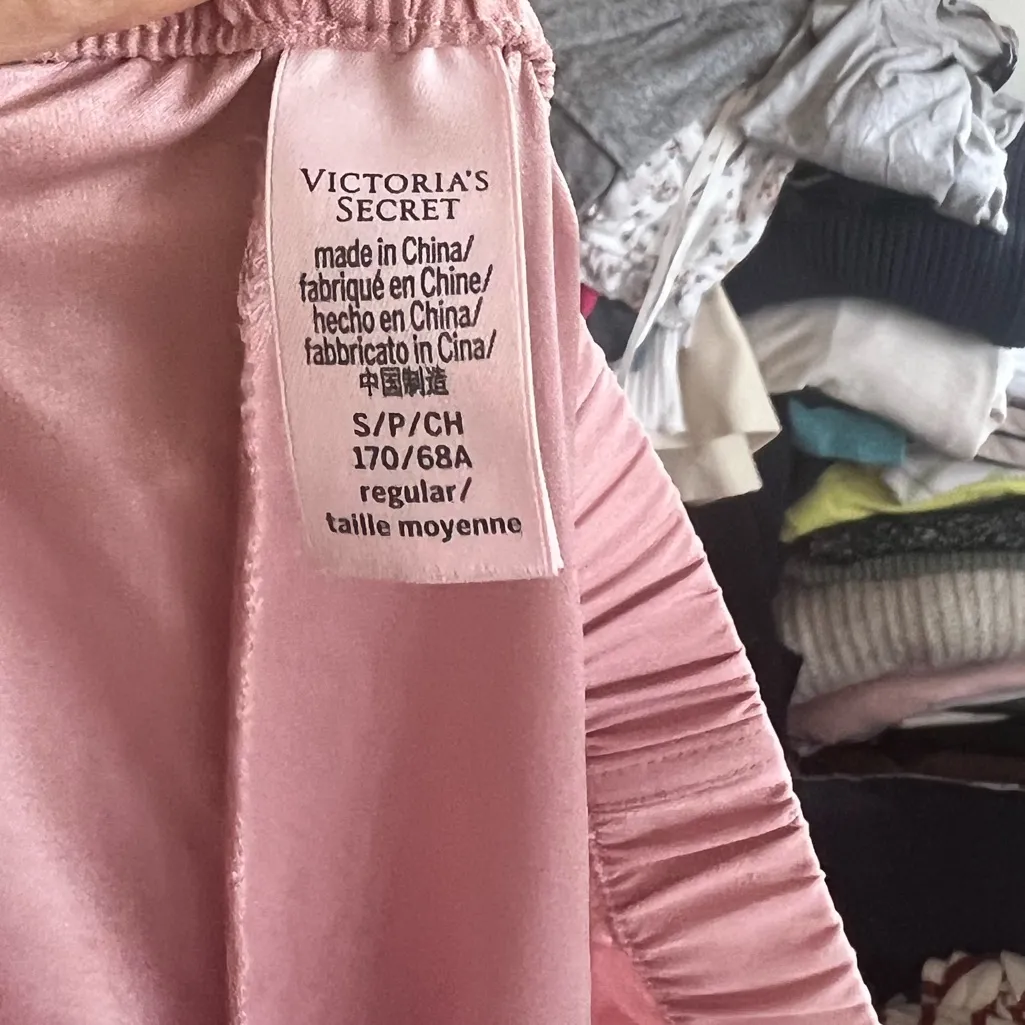 VICTORIA'S
SECRET
made in China/
fabriqué en Chine/
hecho en China/
fabbricato in Cina/
中国制造
S/P/CH
170/68A
regular/
taille moyenne